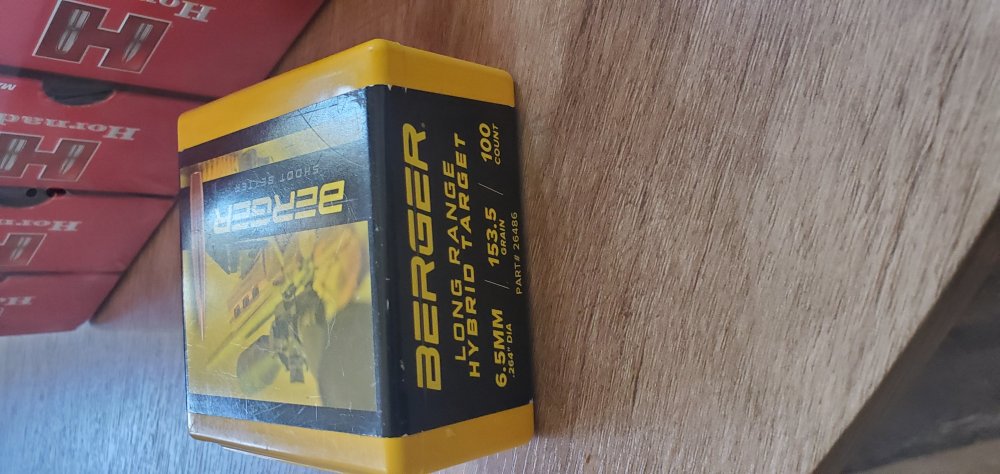 BERGER
LONG RANGE
HYBRID TARGET
6.5MM / 153.5 / 100
.264" DIA GRAIN COUNT
PART# 26486
BERGER
SHOOT BETTER
Hornady
H
Hornady
H
Hornady
H
Hornady